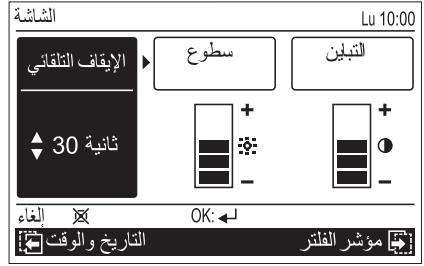 الشاشة Lu 10:00
الإيقاف التلقائي
سطوع
التباين
30 ثانية
+ +
− −
إلغاء OK:
التاريخ والوقت مؤشر الفلتر